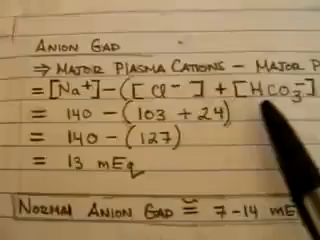 ANION GAP
⇒ MAJOR PLASMA CATIONS - MAJOR P
= [Na⁺] - ([Cl⁻] + [HCO₃⁻]
= 140 - (103 + 24)
= 140 - (127)
= 13 mEq
NORMAL ANION GAP ≅ 7-14 mE